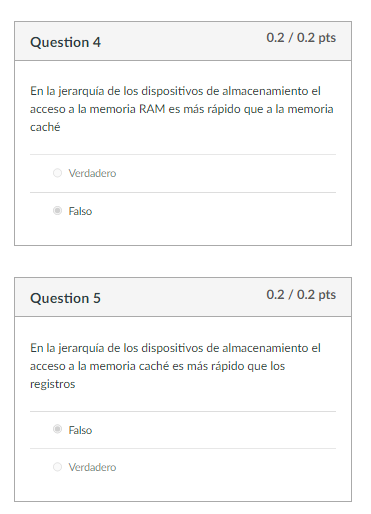 Question 4
0.2 / 0.2 pts
En la jerarquía de los dispositivos de almacenamiento el
acceso a la memoria RAM es más rápido que a la memoria
caché
Verdadero
Falso
Question 5
0.2 / 0.2 pts
En la jerarquía de los dispositivos de almacenamiento el
acceso a la memoria caché es más rápido que los
registros
Falso
Verdadero